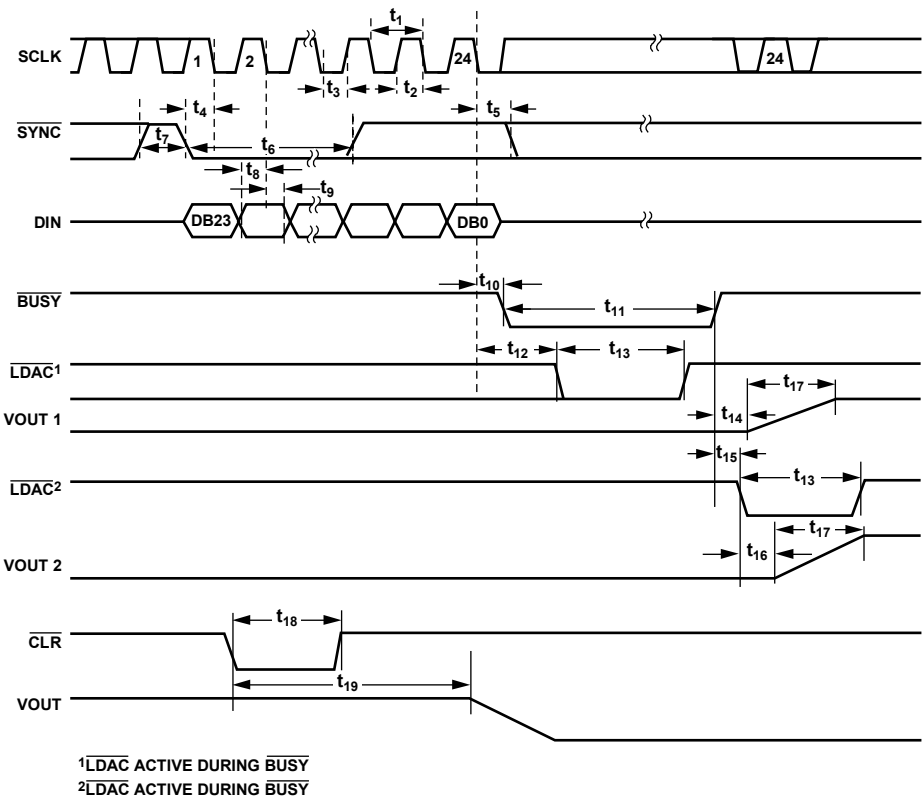 t1
SCLK 1 2 24 24
t3 t2
t4 t5
SYNC t7 t6
t8
t9
DIN DB23 DB0
t10
BUSY t11
t12 t13
LDAC1
t17
VOUT 1 t14
t15
LDAC2 t13
t17
VOUT 2 t16
t18
CLR
t19
VOUT
1LDAC ACTIVE DURING BUSY
2LDAC ACTIVE DURING BUSY